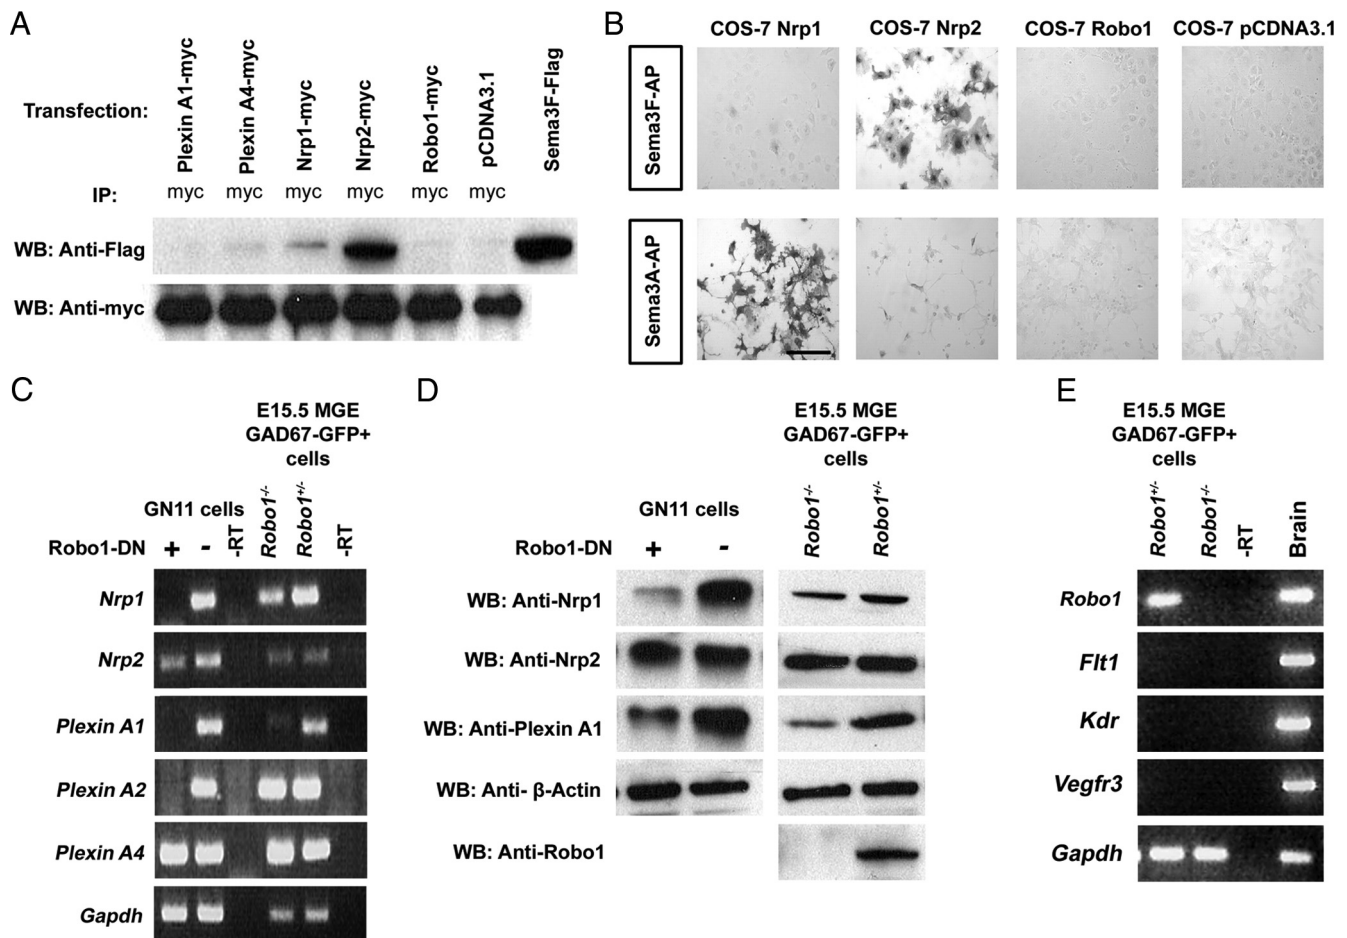 A
Transfection:
Plexin A1-myc
Plexin A4-myc
Nrp1-myc
Nrp2-myc
Robo1-myc
pCDNA3.1
Sema3F-Flag
IP: myc myc myc myc myc myc
WB: Anti-Flag
WB: Anti-myc
B
COS-7 Nrp1 COS-7 Nrp2 COS-7 Robo1 COS-7 pCDNA3.1
Sema3F-AP
Sema3A-AP
C
E15.5 MGE
GAD67-GFP+
cells
GN11 cells
Robo1-DN + - -RT Robo1-/- Robo1+/- -RT
Nrp1
Nrp2
Plexin A1
Plexin A2
Plexin A4
Gapdh
D
E15.5 MGE
GAD67-GFP+
cells
GN11 cells
Robo1-DN + - Robo1-/- Robo1+/-
WB: Anti-Nrp1
WB: Anti-Nrp2
WB: Anti-Plexin A1
WB: Anti- β-Actin
WB: Anti-Robo1
E
E15.5 MGE
GAD67-GFP+
cells
Robo1+/- Robo1-/- -RT Brain
Robo1
Flt1
Kdr
Vegfr3
Gapdh